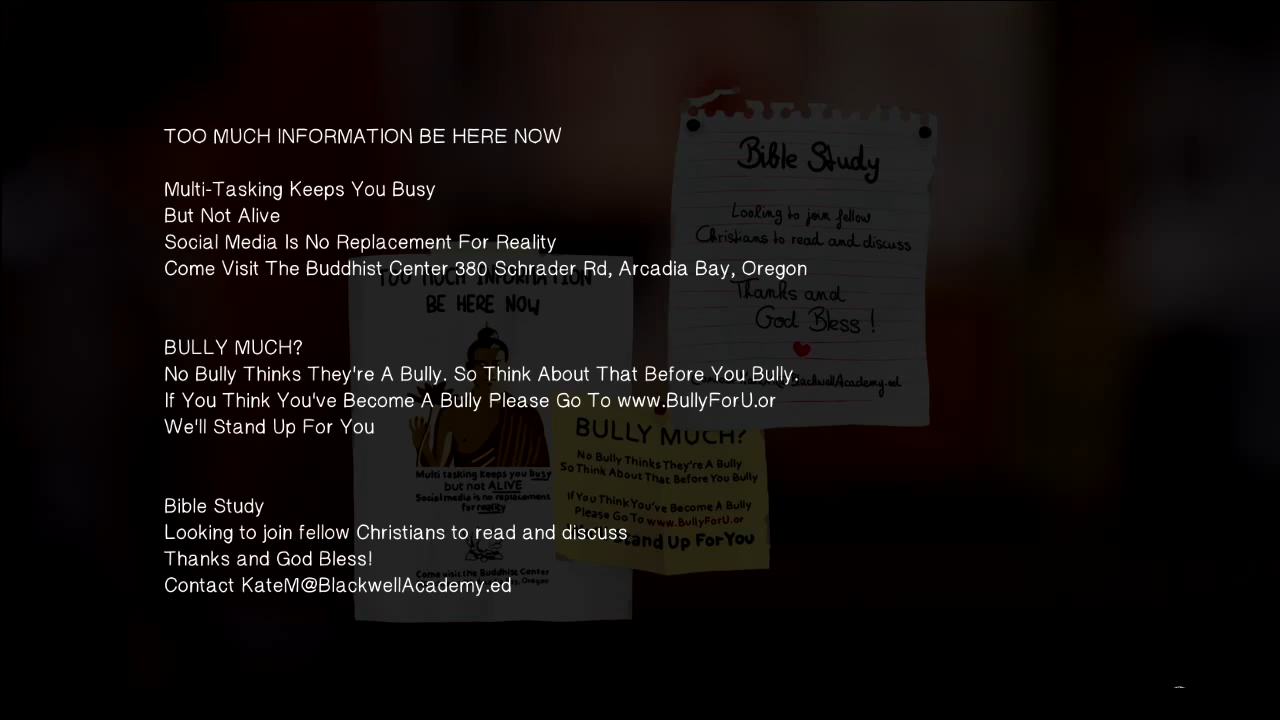 TOO MUCH INFORMATION BE HERE NOW
Multi-Tasking Keeps You Busy
But Not Alive
Social Media Is No Replacement For Reality
Come Visit The Buddhist Center 380 Schrader Rd, Arcadia Bay, Oregon
BULLY MUCH?
No Bully Thinks They're A Bully. So Think About That Before You Bully.
If You Think You've Become A Bully Please Go To www.BullyForU.or
We'll Stand Up For You
Bible Study
Looking to join fellow Christians to read and discuss
Thanks and God Bless!
Contact KateM@BlackwellAcademy.ed
Bible Study
Looking to join fellow
Christians to read and discuss
Thanks and
God Bless!
BlackwellAcademy.ed
TOO MUCH INFORMATION
BE HERE NOW
Multi tasking keeps you busy
but not ALIVE
Social media is no replacement
for reality
Come visit the Buddhist Center
Oregon
BULLY MUCH?
No Bully Thinks They're A Bully
So Think About That Before You Bully
If You Think You've Become A Bully
Please Go To www.BullyForU.or
Stand Up For You